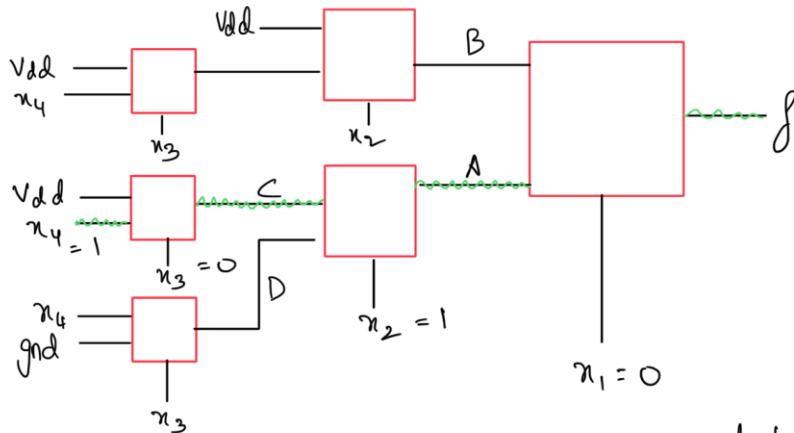 Vdd
B
Vdd
x4
f
x3
x2
Vdd
C
A
x4 = 1
x3 = 0
D
x4
gnd
x2 = 1
x1 = 0
x3